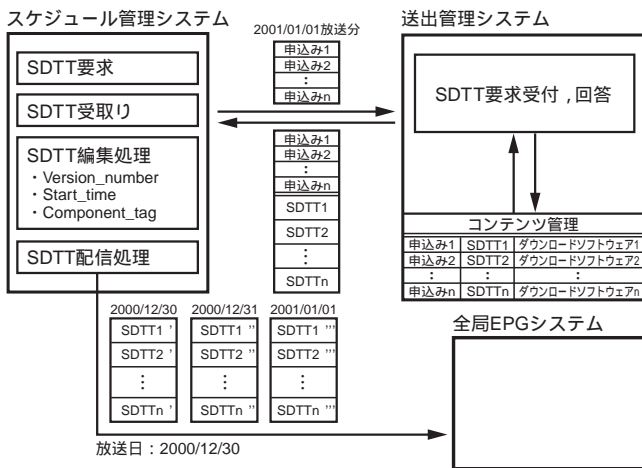 スケジュール管理システム
SDTT要求
SDTT受取り
SDTT編集処理
・Version_number
・Start_time
・Component_tag
SDTT配信処理
2001/01/01放送分
申込み1
申込み2
：
申込みn
申込み1
申込み2
：
申込みn
SDTT1
SDTT2
⋮
SDTTn
送出管理システム
SDTT要求受付，回答
コンテンツ管理
申込み1 SDTT1 ダウンロードソフトウェア1
申込み2 SDTT2 ダウンロードソフトウェア2
： ： ：
申込みn SDTTn ダウンロードソフトウェアn
2000/12/30 2000/12/31 2001/01/01
SDTT1 ' SDTT1 '' SDTT1 '''
SDTT2 ' SDTT2 '' SDTT2 '''
⋮ ⋮ ⋮
SDTTn ' SDTTn '' SDTTn '''
全局EPGシステム
放送日：2000/12/30